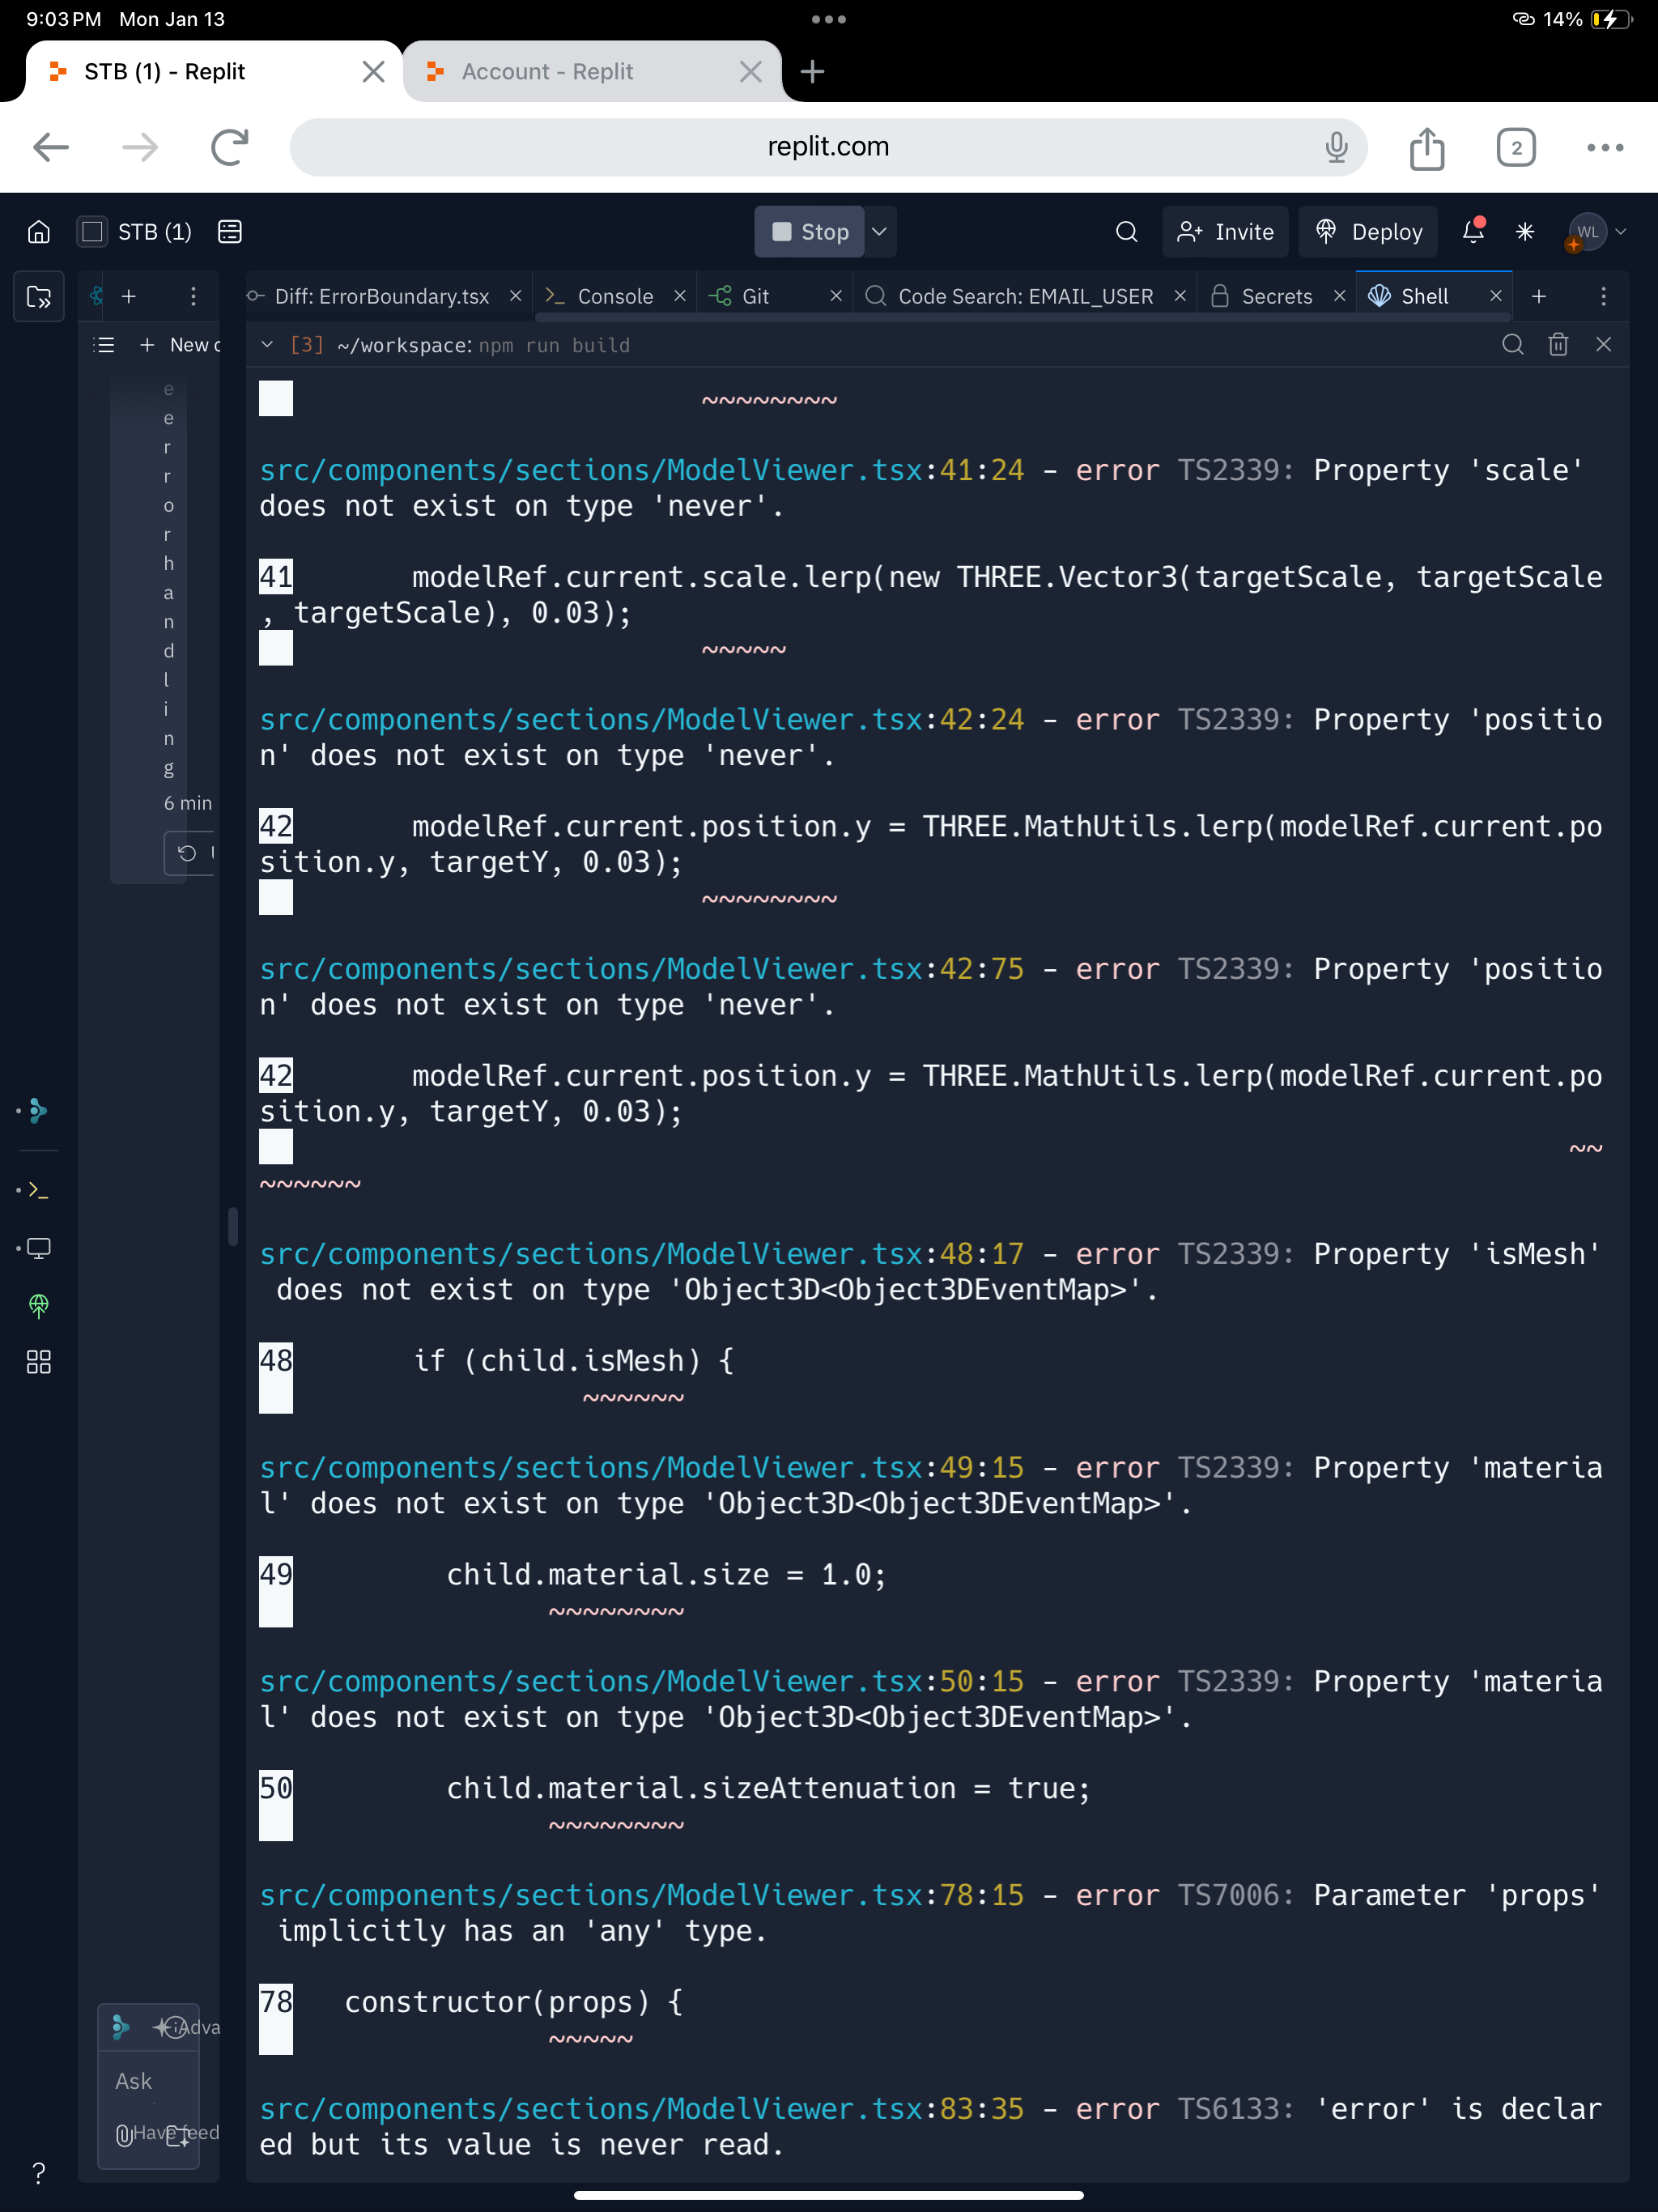 9:03 PM Mon Jan 13
14%
STB (1) - Replit
Account - Replit
replit.com
2
STB (1)
Stop
Invite
Deploy
WL
Diff: ErrorBoundary.tsx
Console
Git
Code Search: EMAIL_USER
Secrets
Shell
New c
[3] ~/workspace: npm run build
e
e
r
r
o
r
h
a
n
d
l
i
n
g
6 min
~~~~~~~~
src/components/sections/ModelViewer.tsx:41:24 - error TS2339: Property 'scale'
does not exist on type 'never'.
41       modelRef.current.scale.lerp(new THREE.Vector3(targetScale, targetScale
, targetScale), 0.03);
~~~~~
src/components/sections/ModelViewer.tsx:42:24 - error TS2339: Property 'positio
n' does not exist on type 'never'.
42       modelRef.current.position.y = THREE.MathUtils.lerp(modelRef.current.po
sition.y, targetY, 0.03);
~~~~~~~~
src/components/sections/ModelViewer.tsx:42:75 - error TS2339: Property 'positio
n' does not exist on type 'never'.
42       modelRef.current.position.y = THREE.MathUtils.lerp(modelRef.current.po
sition.y, targetY, 0.03);
~~
~~~~~~
src/components/sections/ModelViewer.tsx:48:17 - error TS2339: Property 'isMesh'
 does not exist on type 'Object3D<Object3DEventMap>'.
48       if (child.isMesh) {
~~~~~~
src/components/sections/ModelViewer.tsx:49:15 - error TS2339: Property 'materia
l' does not exist on type 'Object3D<Object3DEventMap>'.
49         child.material.size = 1.0;
~~~~~~~~
src/components/sections/ModelViewer.tsx:50:15 - error TS2339: Property 'materia
l' does not exist on type 'Object3D<Object3DEventMap>'.
50         child.material.sizeAttenuation = true;
~~~~~~~~
src/components/sections/ModelViewer.tsx:78:15 - error TS7006: Parameter 'props'
 implicitly has an 'any' type.
78   constructor(props) {
~~~~~
src/components/sections/ModelViewer.tsx:83:35 - error TS6133: 'error' is declar
ed but its value is never read.
Adva
Ask
Have feed
?